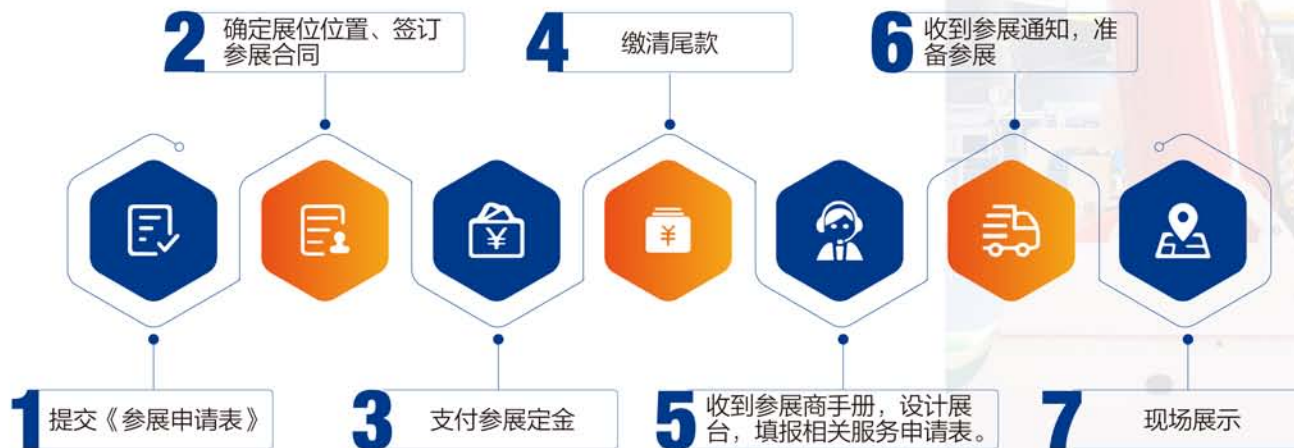 1
提交《参展申请表》
2
确定展位位置、签订
参展合同
3
支付参展定金
4
缴清尾款
5
收到参展商手册，设计展
台，填报相关服务申请表。
6
收到参展通知，准
备参展
7
现场展示